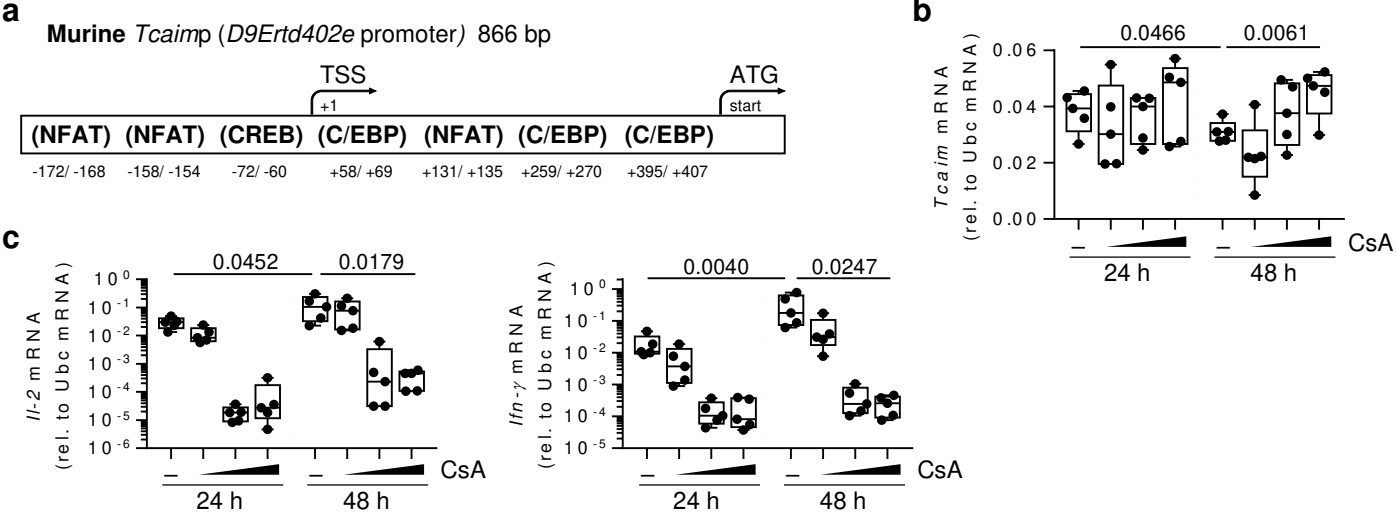 a
Murine Tcaimp (D9Ertd402e promoter) 866 bp
TSS
+1
ATG
start
(NFAT) (NFAT) (CREB) (C/EBP) (NFAT) (C/EBP) (C/EBP)
-172/ -168 -158/ -154 -72/ -60 +58/ +69 +131/ +135 +259/ +270 +395/ +407
b
Tcaim mRNA
(rel. to Ubc mRNA)
0.0466 0.0061
0.06
0.04
0.02
0.00
– – CsA
24 h 48 h
c
Il-2 mRNA
(rel. to Ubc mRNA)
0.0452 0.0179
10^0
10^-1
10^-2
10^-3
10^-4
10^-5
10^-6
– – CsA
24 h 48 h
Ifn-γ mRNA
(rel. to Ubc mRNA)
0.0040 0.0247
10^0
10^-1
10^-2
10^-3
10^-4
10^-5
– – CsA
24 h 48 h